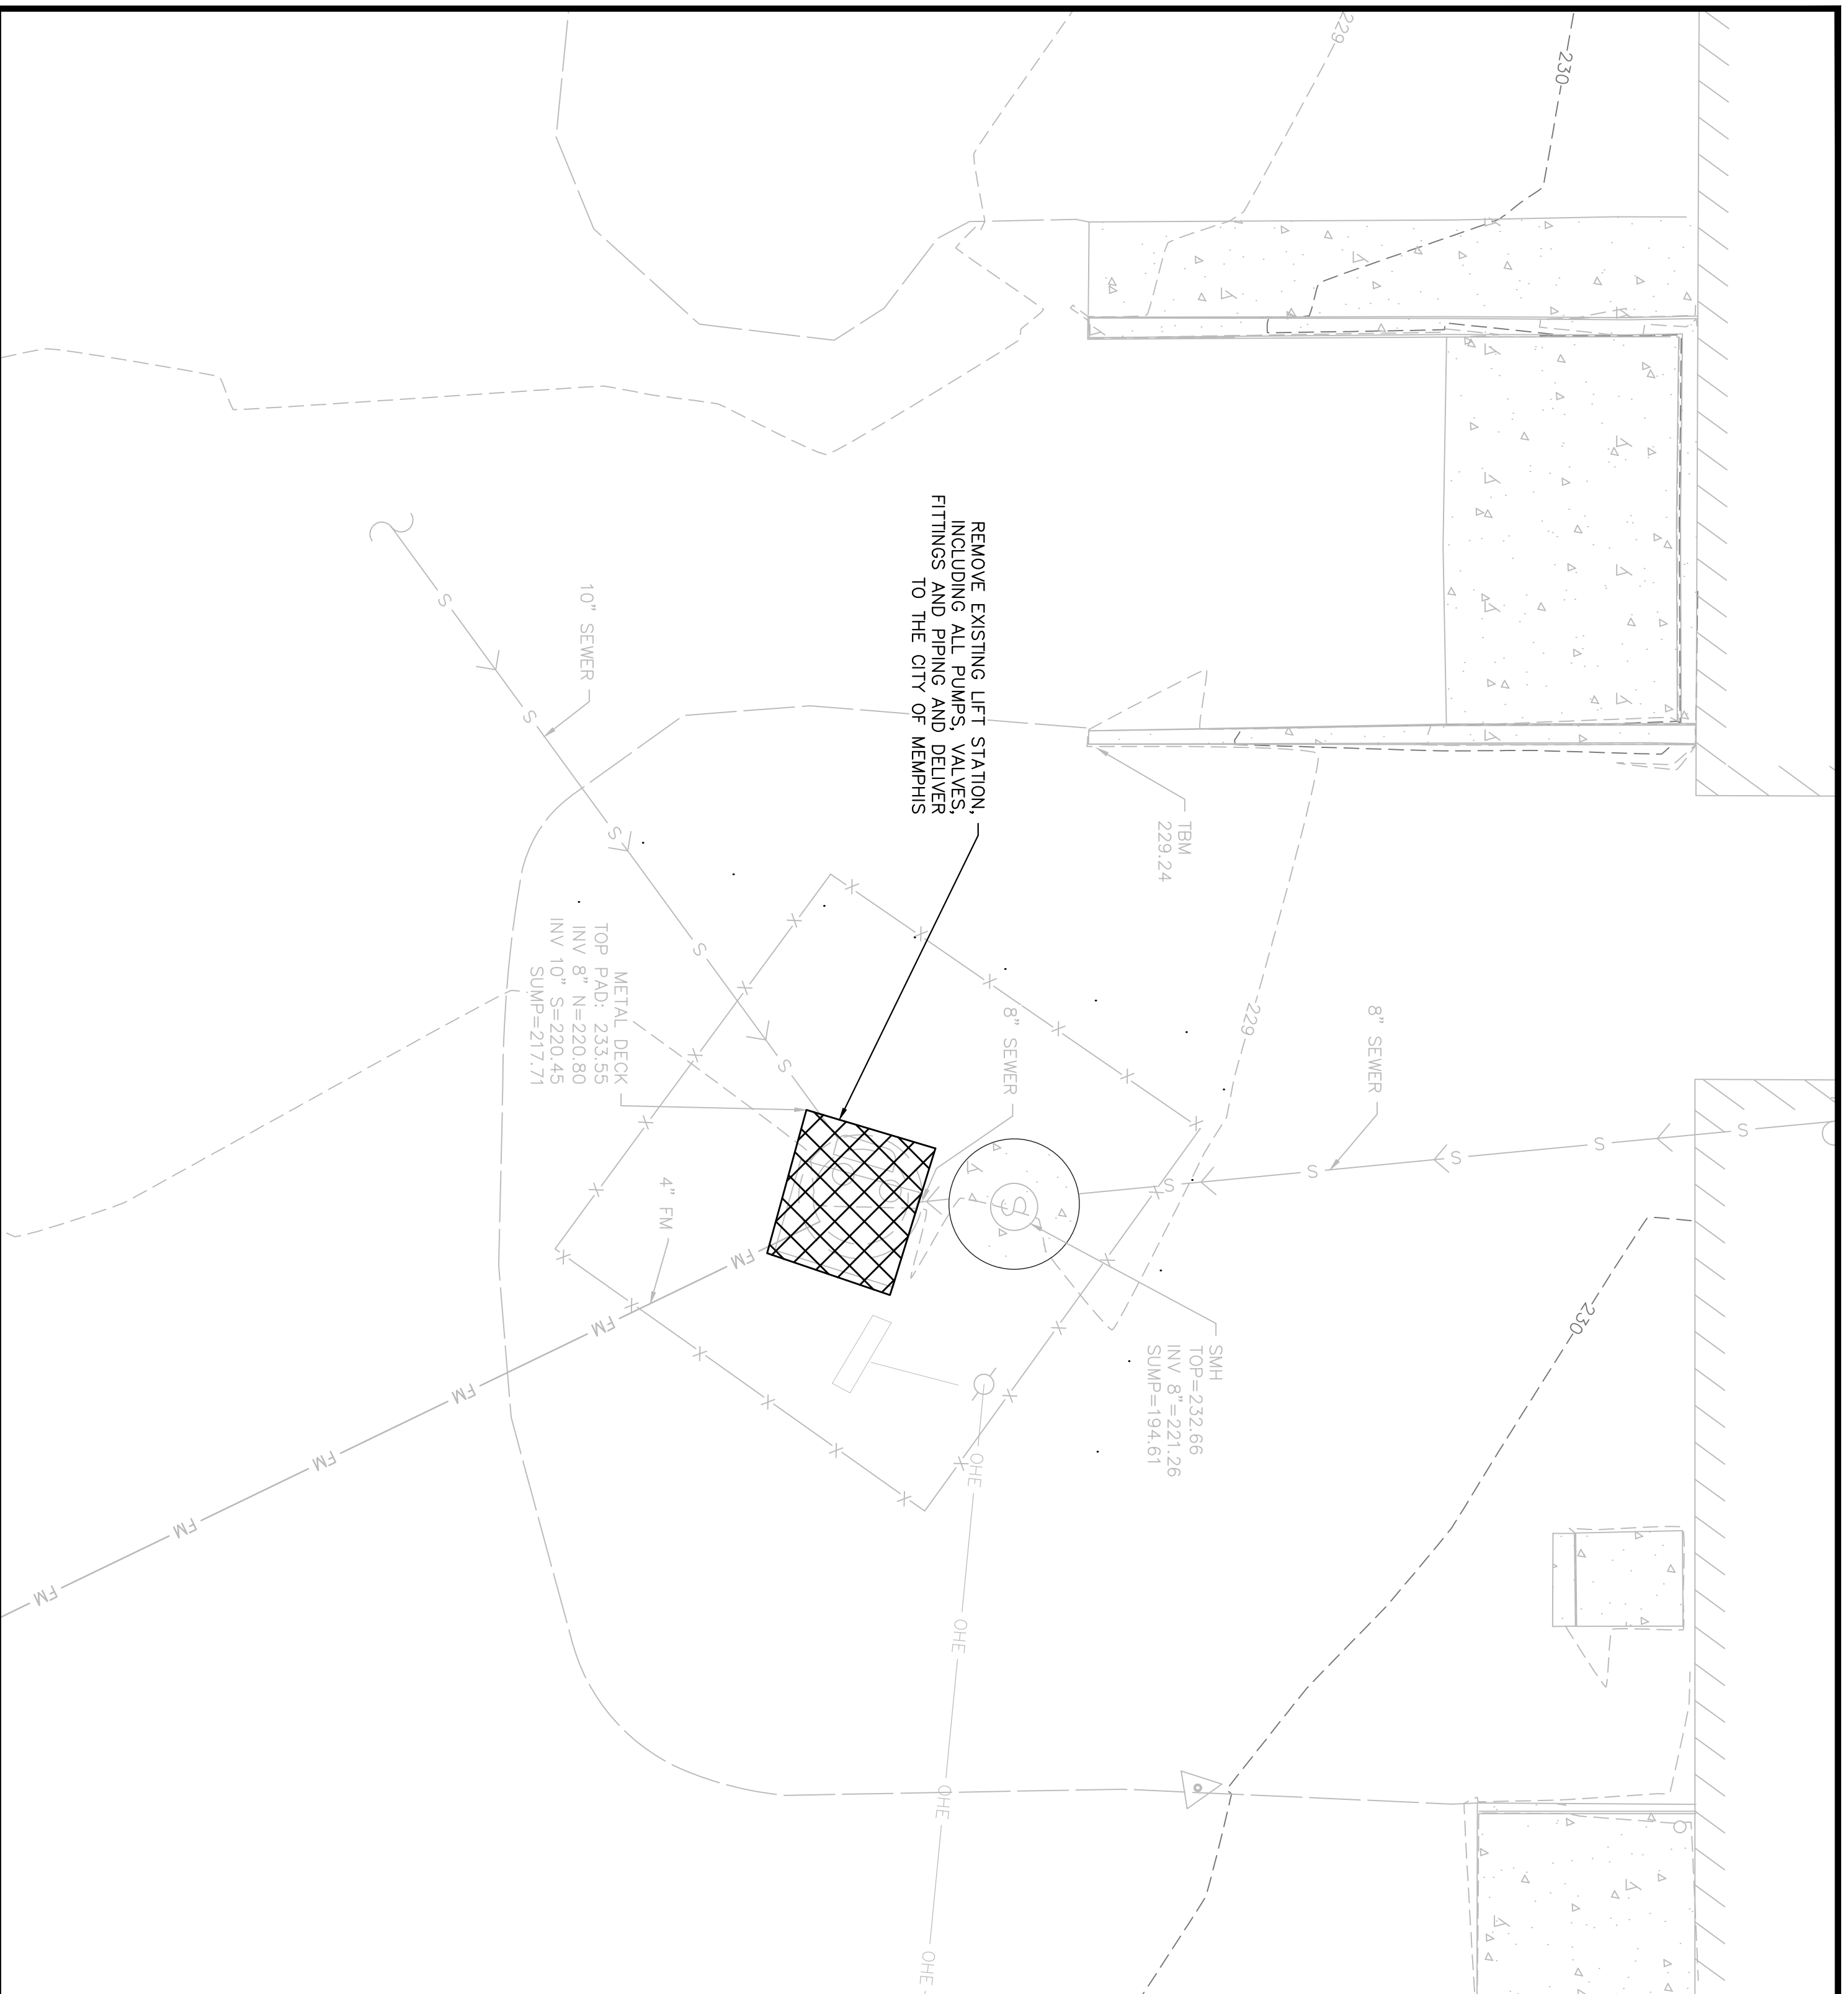 230
229
REMOVE EXISTING LIFT STATION,
INCLUDING ALL PUMPS, VALVES,
FITTINGS AND PIPING AND DELIVER
TO THE CITY OF MEMPHIS
10" SEWER
S
S
S
S
S
TBM
229.24
METAL DECK
TOP PAD: 233.55
INV 8" N=220.80
INV 10" S=220.45
SUMP=217.71
8" SEWER
8" SEWER
229
S
S
S
S
S
S
4" FM
FM
FM
FM
FM
FM
FM
SMH
TOP=232.66
INV 8"=221.26
SUMP=194.61
230
OHE
OHE
OHE
OHE